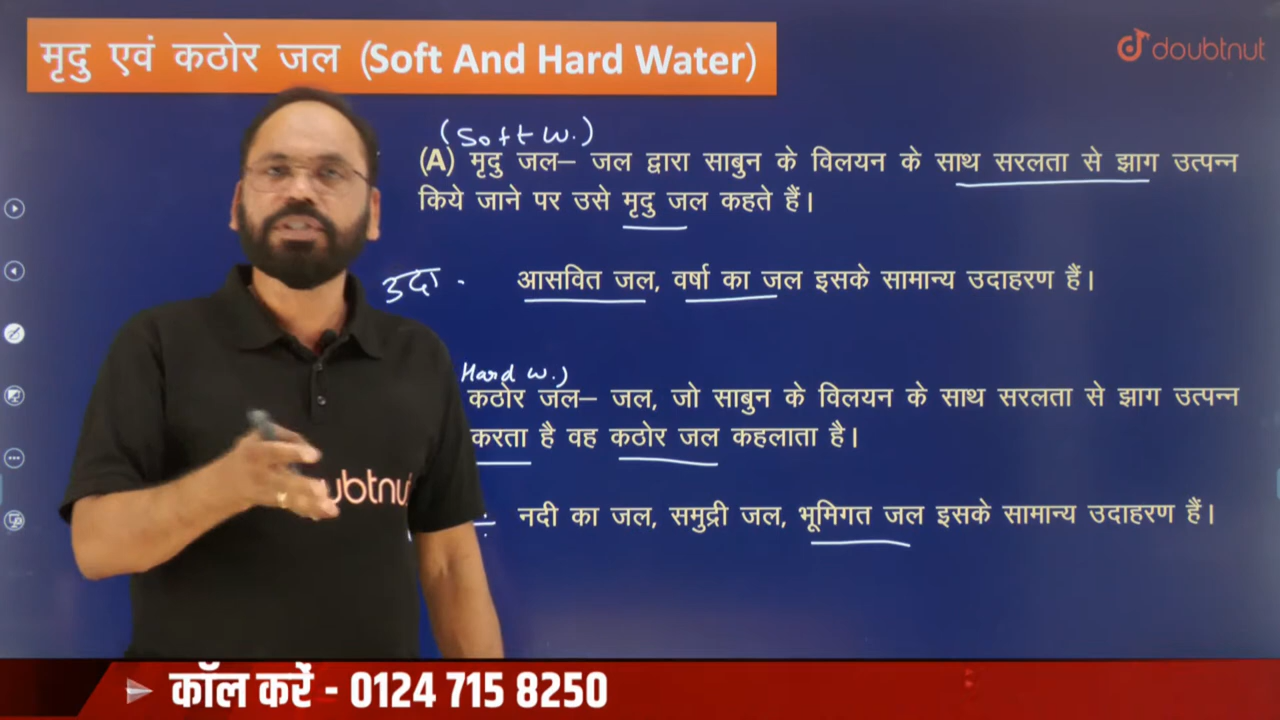 मृदु एवं कठोर जल (Soft And Hard Water)
doubtnut
(Soft W.)
(A) मृदु जल– जल द्वारा साबुन के विलयन के साथ सरलता से झाग उत्पन्न
किये जाने पर उसे मृदु जल कहते हैं।
उदा.
आसवित जल, वर्षा का जल इसके सामान्य उदाहरण हैं।
Hard W.)
कठोर जल– जल, जो साबुन के विलयन के साथ सरलता से झाग उत्पन्न
करता है वह कठोर जल कहलाता है।
नदी का जल, समुद्री जल, भूमिगत जल इसके सामान्य उदाहरण हैं।
ubtnu
कॉल करें - 0124 715 8250